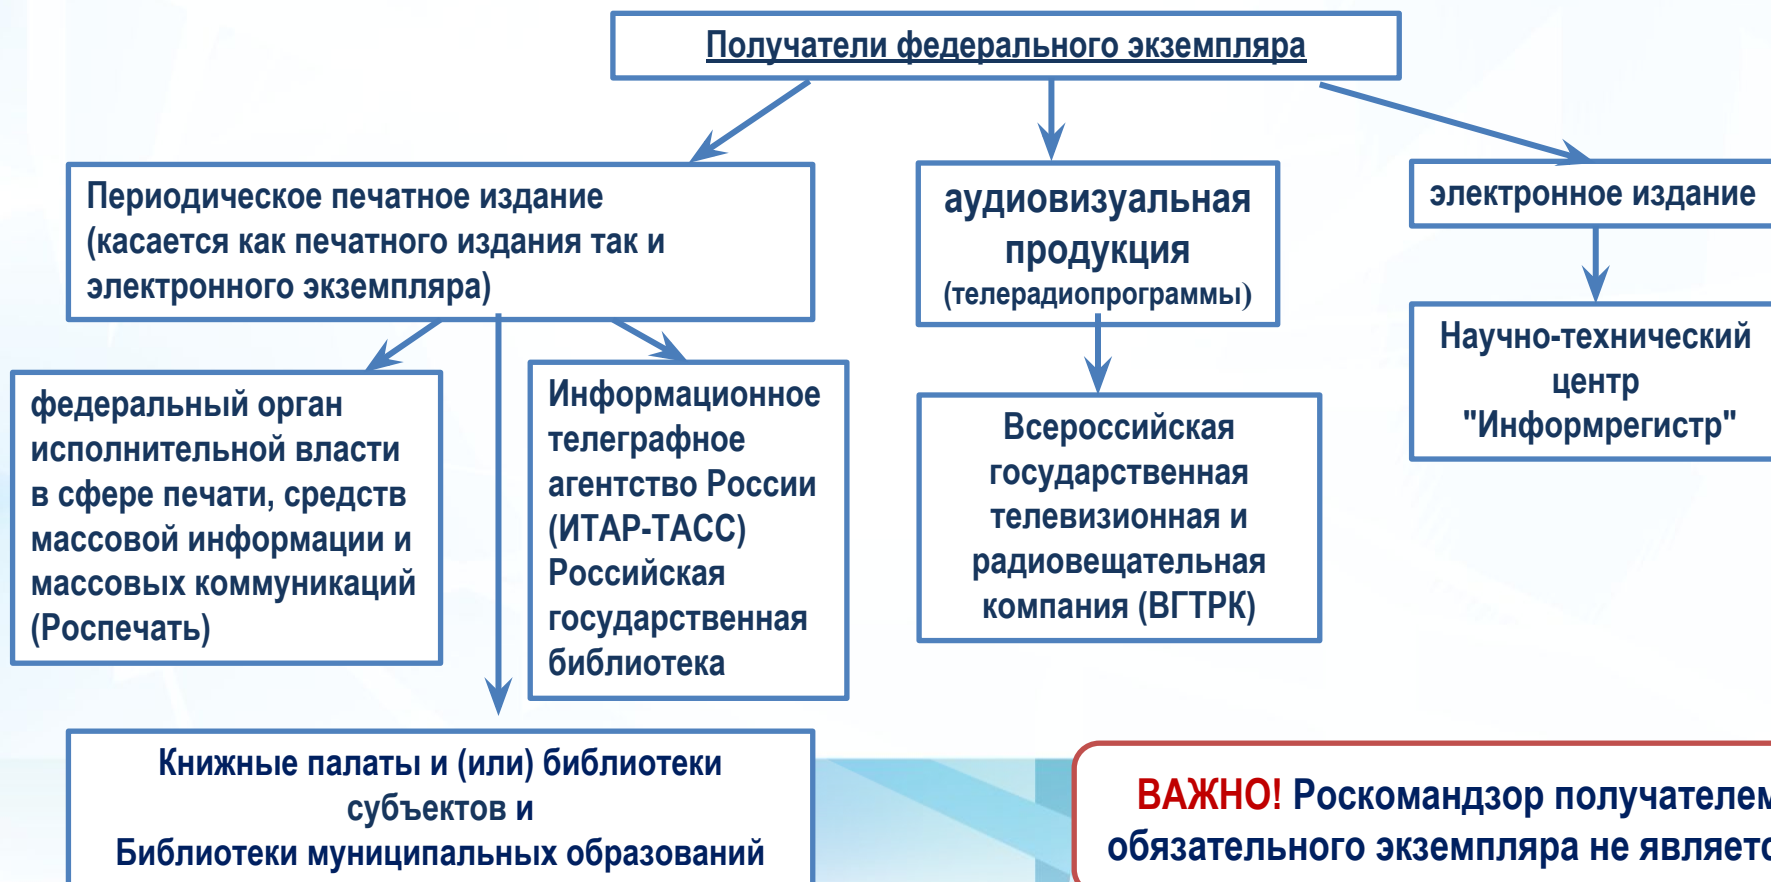 Получатели федерального экземпляра
Периодическое печатное издание
(касается как печатного издания так и
электронного экземпляра)
аудиовизуальная
продукция
(телерадиопрограммы)
электронное издание
федеральный орган
исполнительной власти
в сфере печати, средств
массовой информации и
массовых коммуникаций
(Роспечать)
Информационное
телеграфное
агентство России
(ИТАР-ТАСС)
Российская
государственная
библиотека
Всероссийская
государственная
телевизионная и
радиовещательная
компания (ВГТРК)
Научно-технический
центр
"Информрегистр"
Книжные палаты и (или) библиотеки
субъектов и
Библиотеки муниципальных образований
ВАЖНО! Роскомандзор получателем
обязательного экземпляра не